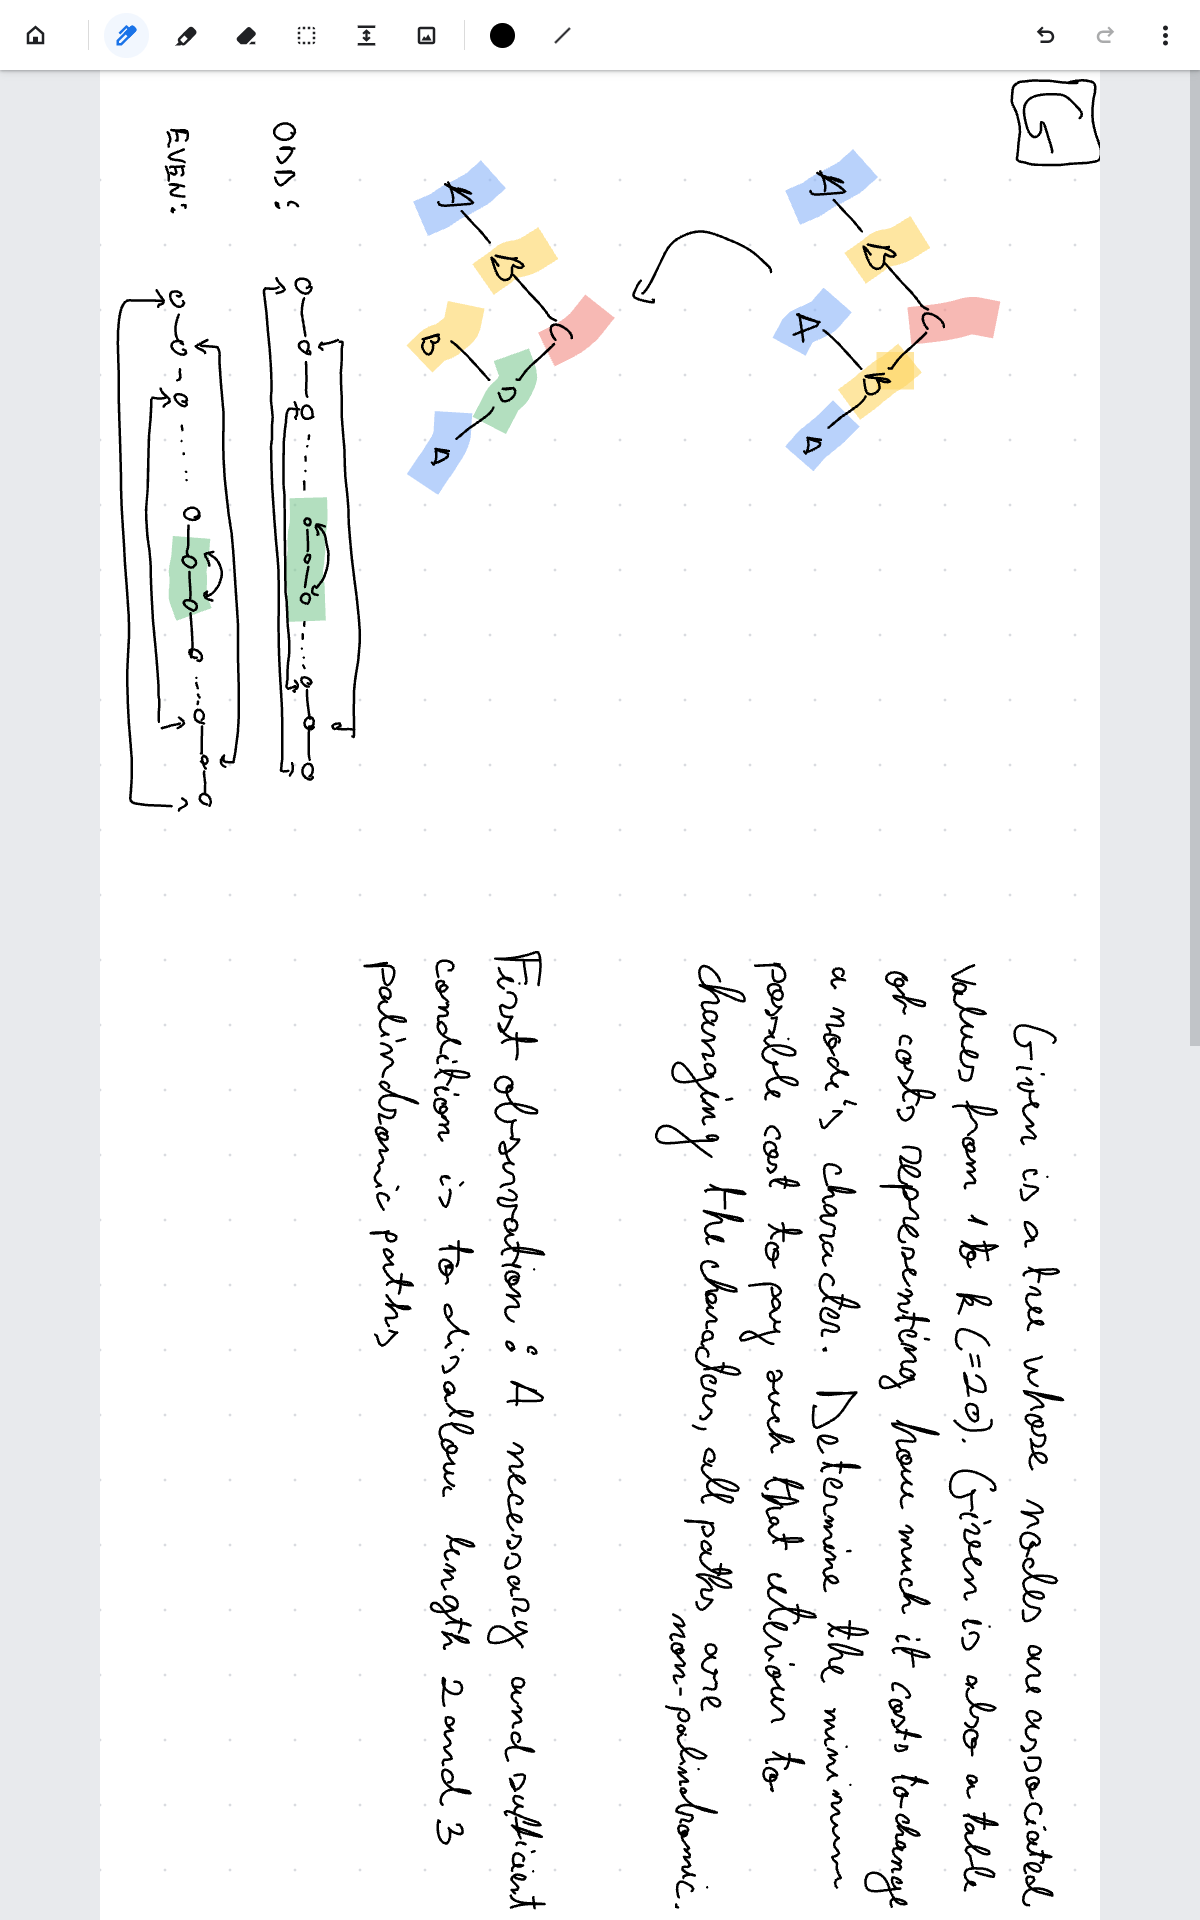 G
C
B B
A A A
Given is a tree whose nodes are associated
values from 1 to k (=20). Given is also a table
of costs representing how much it costs to change
a node's character. Determine the minimum
possible cost to pay such that ulteriour to
changing the characters, all paths are
non-palindromic.
C
B D
A B A
First observation: A necessary and sufficient
condition is to disallow length 2 and 3
palindromic paths
ODD:
EVEN: